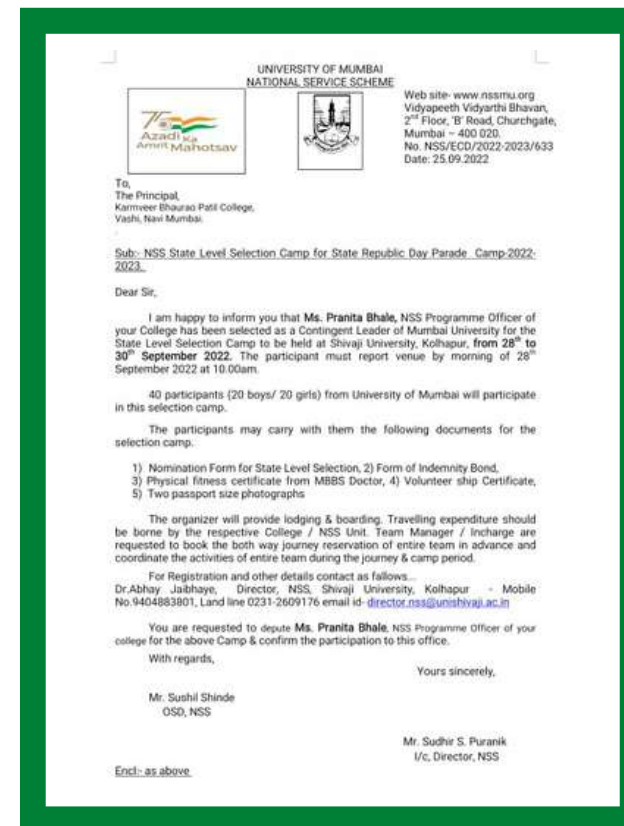 UNIVERSITY OF MUMBAI
NATIONAL SERVICE SCHEME
Azadi Ka
Amrit Mahotsav
Web site- www.nssmu.org
Vidyapeeth Vidyarthi Bhavan,
2nd Floor, 'B' Road, Churchgate,
Mumbai – 400 020.
No. NSS/ECD/2022-2023/633
Date: 25.09.2022
To,
The Principal,
Karmveer Bhaurao Patil College,
Vashi, Navi Mumbai.
Sub:- NSS State Level Selection Camp for State Republic Day Parade Camp-2022-
2023.
Dear Sir,
I am happy to inform you that Ms. Pranita Bhale, NSS Programme Officer of
your College has been selected as a Contingent Leader of Mumbai University for the
State Level Selection Camp to be held at Shivaji University, Kolhapur, from 28th to
30th September 2022. The participant must report venue by morning of 28th
September 2022 at 10.00am.
40 participants (20 boys/ 20 girls) from University of Mumbai will participate
in this selection camp.
The participants may carry with them the following documents for the
selection camp.
1) Nomination Form for State Level Selection, 2) Form of Indemnity Bond,
3) Physical fitness certificate from MBBS Doctor, 4) Volunteer ship Certificate,
5) Two passport size photographs
The organizer will provide lodging & boarding. Travelling expenditure should
be borne by the respective College / NSS Unit. Team Manager / Incharge are
requested to book the both way journey reservation of entire team in advance and
coordinate the activities of entire team during the journey & camp period.
For Registration and other details contact as fallows...
Dr.Abhay Jaibhaye, Director, NSS, Shivaji University, Kolhapur - Mobile
No.9404883801, Land line 0231-2609176 email id- director.nss@unishivaji.ac.in
You are requested to depute Ms. Pranita Bhale, NSS Programme Officer of your
college for the above Camp & confirm the participation to this office.
With regards,
Yours sincerely,
Mr. Sushil Shinde
OSD, NSS
Mr. Sudhir S. Puranik
I/c, Director, NSS
Encl:- as above